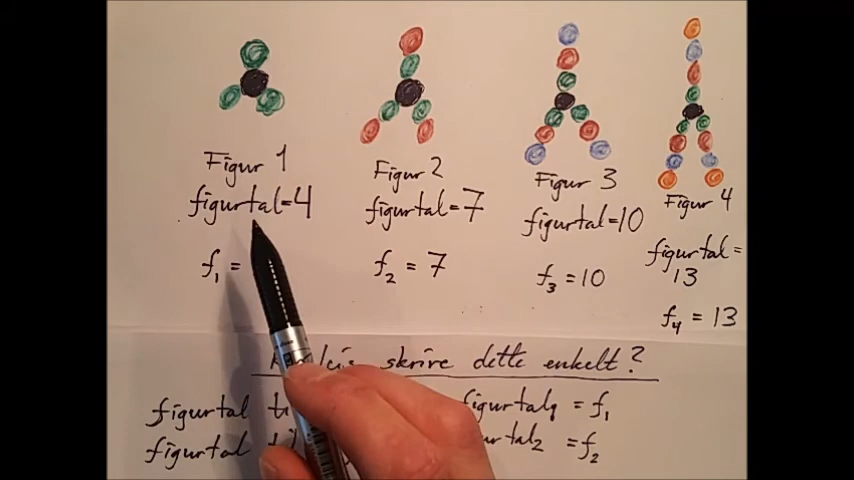 Figur 1
figurtal=4
f₁ =
Figur 2
figurtal=7
f₂ = 7
Figur 3
figurtal=10
f₃ = 10
Figur 4
figurtal=
13
f₄ = 13
skrive dette enkelt?
figurtal
figurtal₁ = f₁
figurtal
= f₂